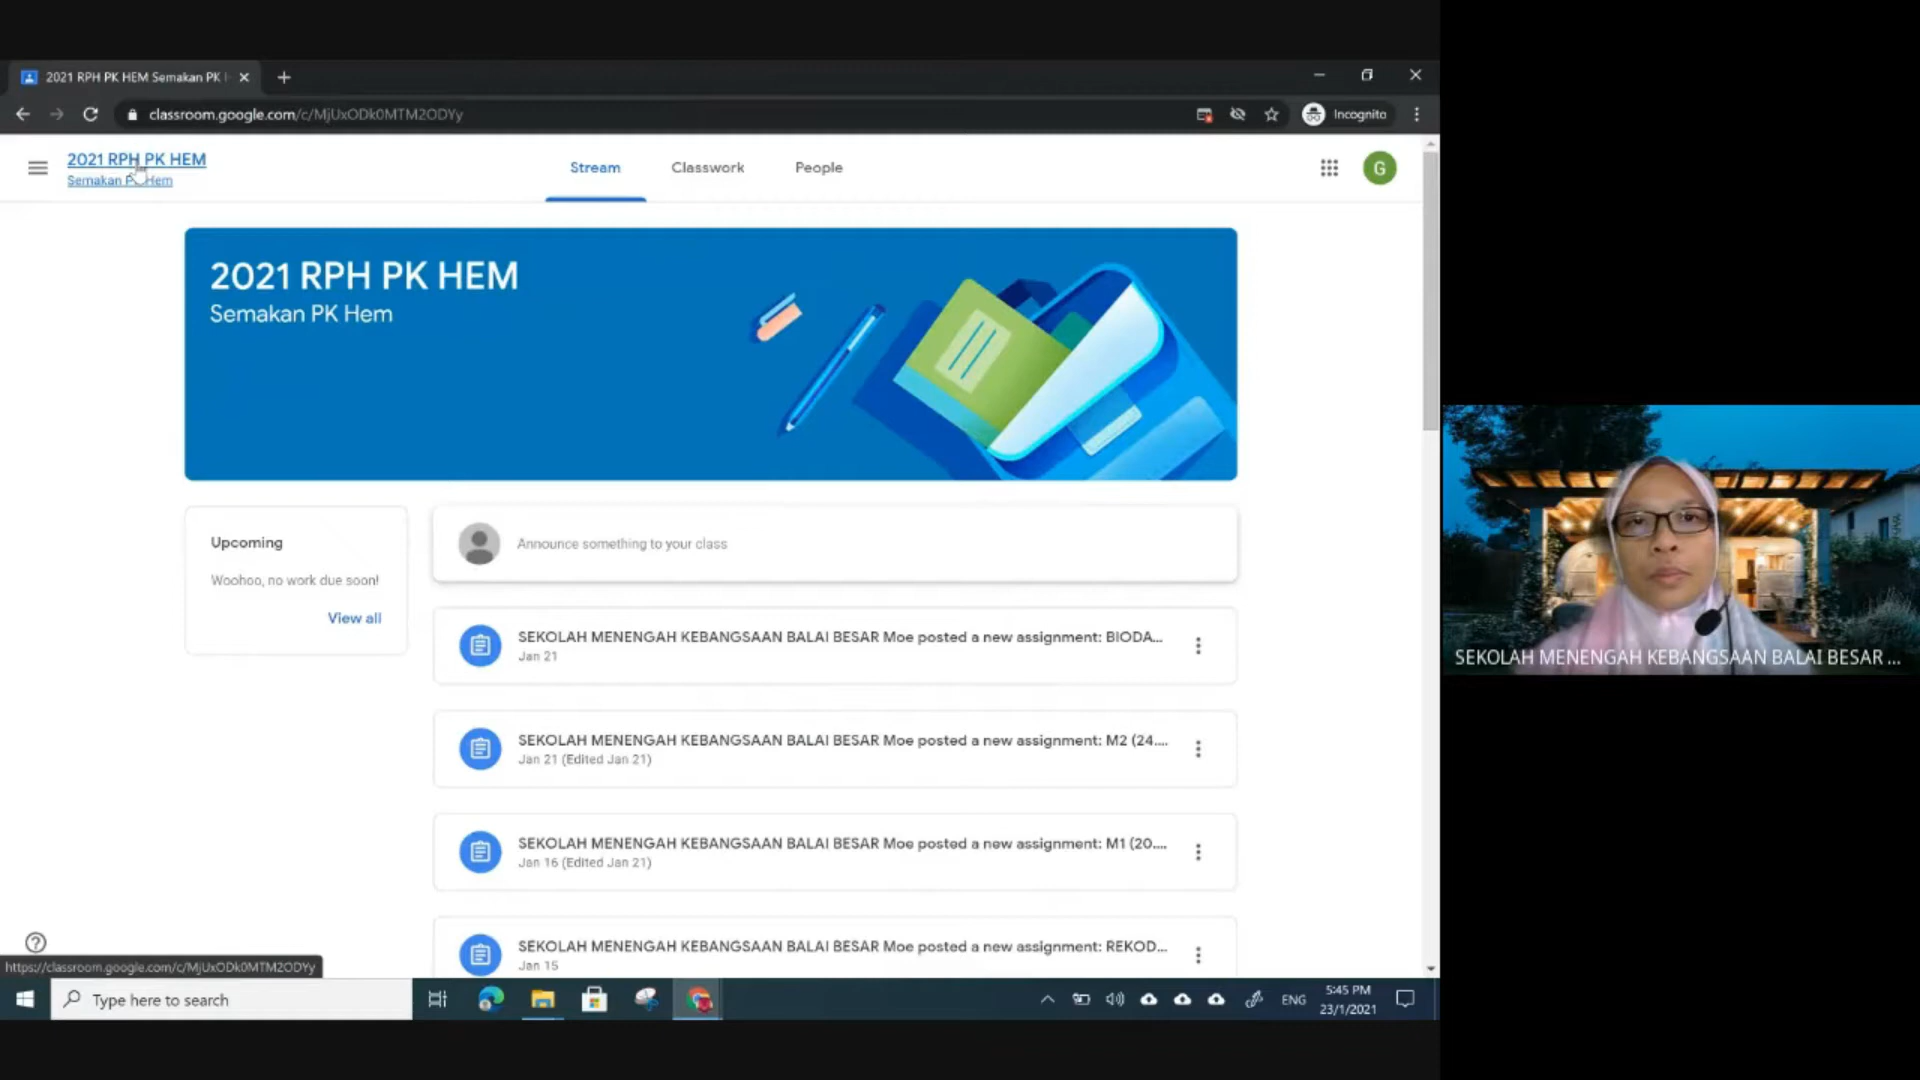 2021 RPH PK HEM Semakan PK
classroom.google.com/c/MjUxODk0MTM2ODYy
Incognito
2021 RPH PK HEM
Semakan PK Hem
Stream
Classwork
People
G
2021 RPH PK HEM
Semakan PK Hem
Upcoming
Woohoo, no work due soon!
View all
Announce something to your class
SEKOLAH MENENGAH KEBANGSAAN BALAI BESAR Moe posted a new assignment: BIODA...
Jan 21
SEKOLAH MENENGAH KEBANGSAAN BALAI BESAR Moe posted a new assignment: M2 (24....
Jan 21 (Edited Jan 21)
SEKOLAH MENENGAH KEBANGSAAN BALAI BESAR Moe posted a new assignment: M1 (20....
Jan 16 (Edited Jan 21)
SEKOLAH MENENGAH KEBANGSAAN BALAI BESAR Moe posted a new assignment: REKOD...
Jan 15
https://classroom.google.com/c/MjUxODk0MTM2ODYy
Type here to search
ENG
5:45 PM
23/1/2021
SEKOLAH MENENGAH KEBANGSAAN BALAI BESAR ...